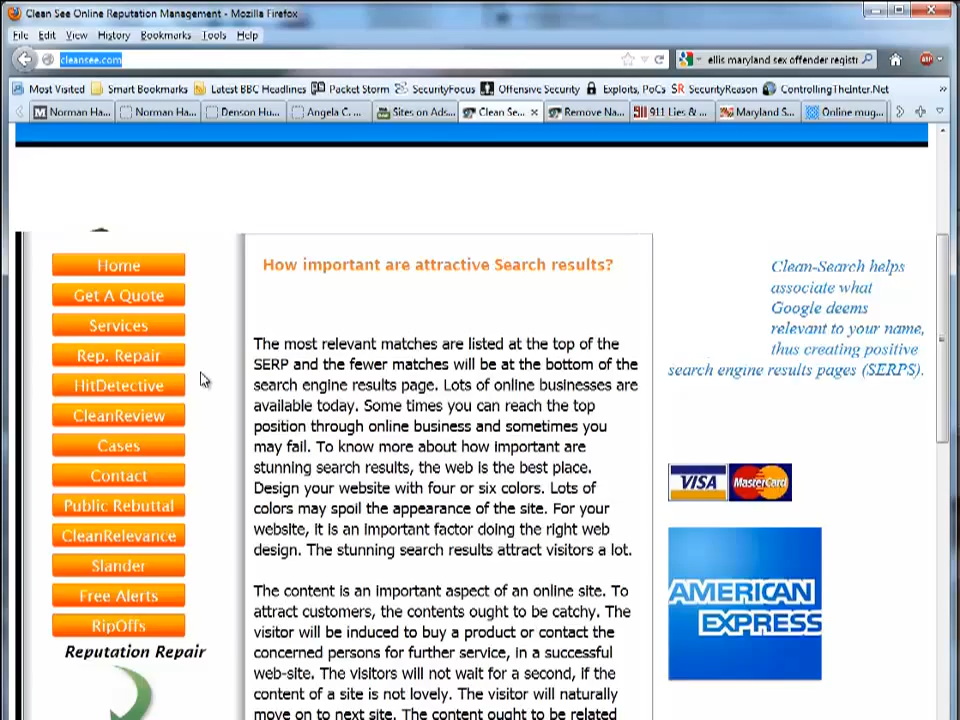 Clean See Online Reputation Management - Mozilla Firefox
File Edit View History Bookmarks Tools Help
cleansee.com
ellis maryland sex offender registr
ABP
Most Visited Smart Bookmarks Latest BBC Headlines Packet Storm SecurityFocus Offensive Security Exploits, PoCs SR SecurityReason ControllingTheInter.Net »
Norman Ha... Norman Ha... Denson Hu... Angela C. ... Sites on Ads... Clean Se... × Remove Na... 911 Lies &... Maryland S... Online mug...
How important are attractive Search results?
Home
Get A Quote
Services
Rep. Repair
HitDetective
CleanReview
Cases
Contact
Public Rebuttal
CleanRelevance
Slander
Free Alerts
RipOffs
Reputation Repair
The most relevant matches are listed at the top of the
SERP and the fewer matches will be at the bottom of the
search engine results page. Lots of online businesses are
available today. Some times you can reach the top
position through online business and sometimes you
may fail. To know more about how important are
stunning search results, the web is the best place.
Design your website with four or six colors. Lots of
colors may spoil the appearance of the site. For your
website, it is an important factor doing the right web
design. The stunning search results attract visitors a lot.
The content is an important aspect of an online site. To
attract customers, the contents ought to be catchy. The
visitor will be induced to buy a product or contact the
concerned persons for further service, in a successful
web-site. The visitors will not wait for a second, if the
content of a site is not lovely. The visitor will naturally
move on to next site. The content ought to be related
Clean-Search helps
associate what
Google deems
relevant to your name,
thus creating positive
search engine results pages (SERPS).
VISA MasterCard
AMERICAN
EXPRESS